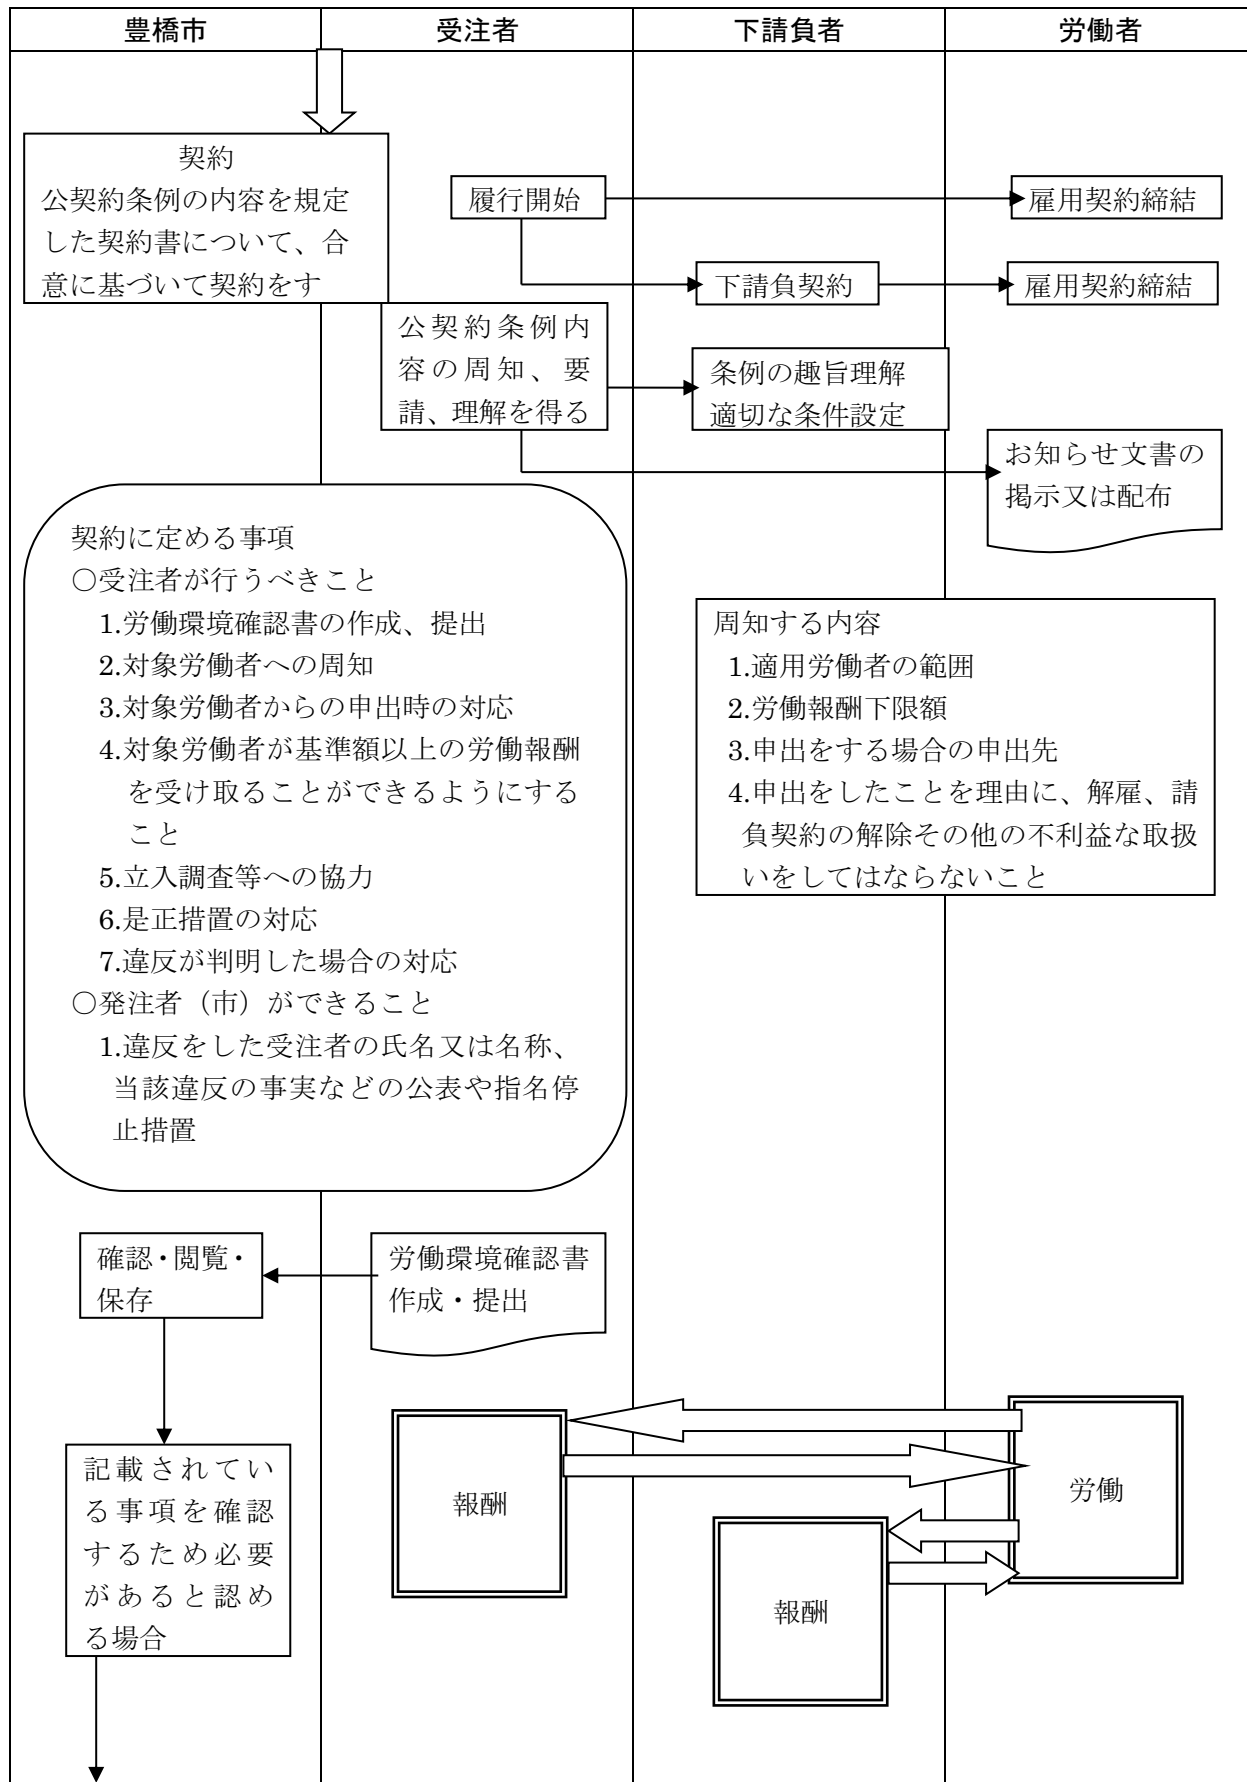 豊橋市
受注者
下請負者
労働者
契約
公契約条例の内容を規定
した契約書について、合
意に基づいて契約をす
履行開始
雇用契約締結
下請負契約
雇用契約締結
公契約条例内
容の周知、要
請、理解を得る
条例の趣旨理解
適切な条件設定
お知らせ文書の
掲示又は配布
契約に定める事項
○受注者が行うべきこと
1.労働環境確認書の作成、提出
2.対象労働者への周知
3.対象労働者からの申出時の対応
4.対象労働者が基準額以上の労働報酬
を受け取ることができるようにする
こと
5.立入調査等への協力
6.是正措置の対応
7.違反が判明した場合の対応
○発注者（市）ができること
1.違反をした受注者の氏名又は名称、
当該違反の事実などの公表や指名停
止措置
周知する内容
1.適用労働者の範囲
2.労働報酬下限額
3.申出をする場合の申出先
4.申出をしたことを理由に、解雇、請
負契約の解除その他の不利益な取扱
いをしてはならないこと
確認・閲覧・
保存
労働環境確認書
作成・提出
記載されてい
る事項を確認
するため必要
があると認め
る場合
報酬
労働
報酬